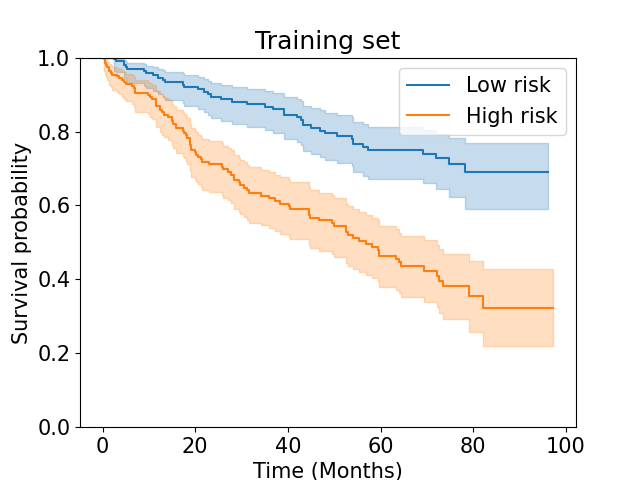 Training set
Low risk
High risk
Survival probability
1.0
0.8
0.6
0.4
0.2
0.0
0 20 40 60 80 100
Time (Months)